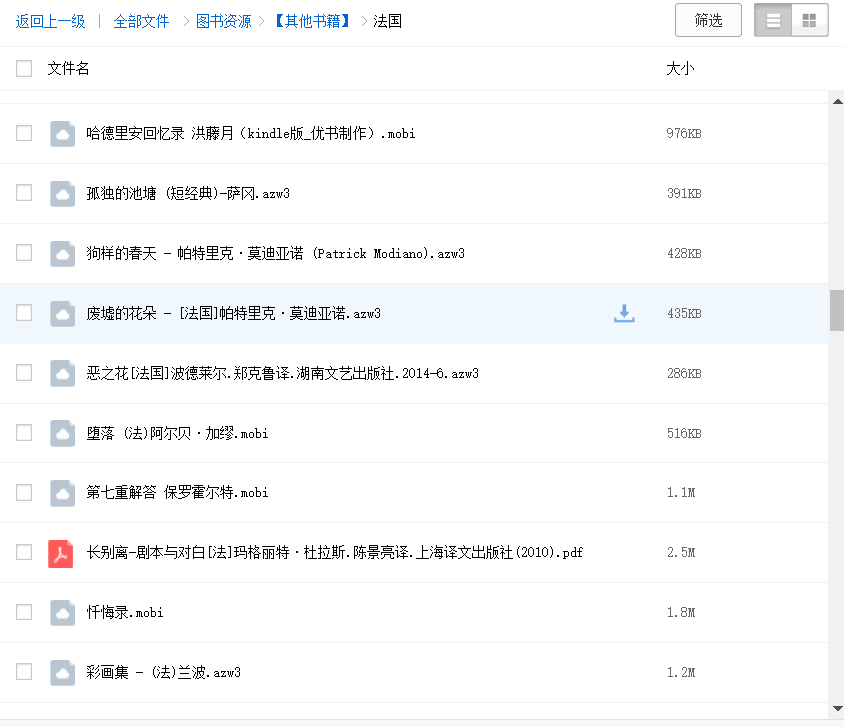 返回上一级 | 全部文件 > 图书资源 > 【其他书籍】 > 法国 筛选
文件名 大小
哈德里安回忆录 洪藤月（kindle版_优书制作）.mobi 976KB
孤独的池塘 (短经典)-萨冈.azw3 391KB
狗样的春天 - 帕特里克·莫迪亚诺 (Patrick Modiano).azw3 428KB
废墟的花朵 - [法国]帕特里克·莫迪亚诺.azw3 435KB
恶之花[法国]波德莱尔.郑克鲁译.湖南文艺出版社.2014-6.azw3 286KB
堕落 (法)阿尔贝·加缪.mobi 516KB
第七重解答 保罗霍尔特.mobi 1.1M
长别离-剧本与对白[法]玛格丽特·杜拉斯.陈景亮译.上海译文出版社(2010).pdf 2.5M
忏悔录.mobi 1.8M
彩画集 - (法)兰波.azw3 1.2M